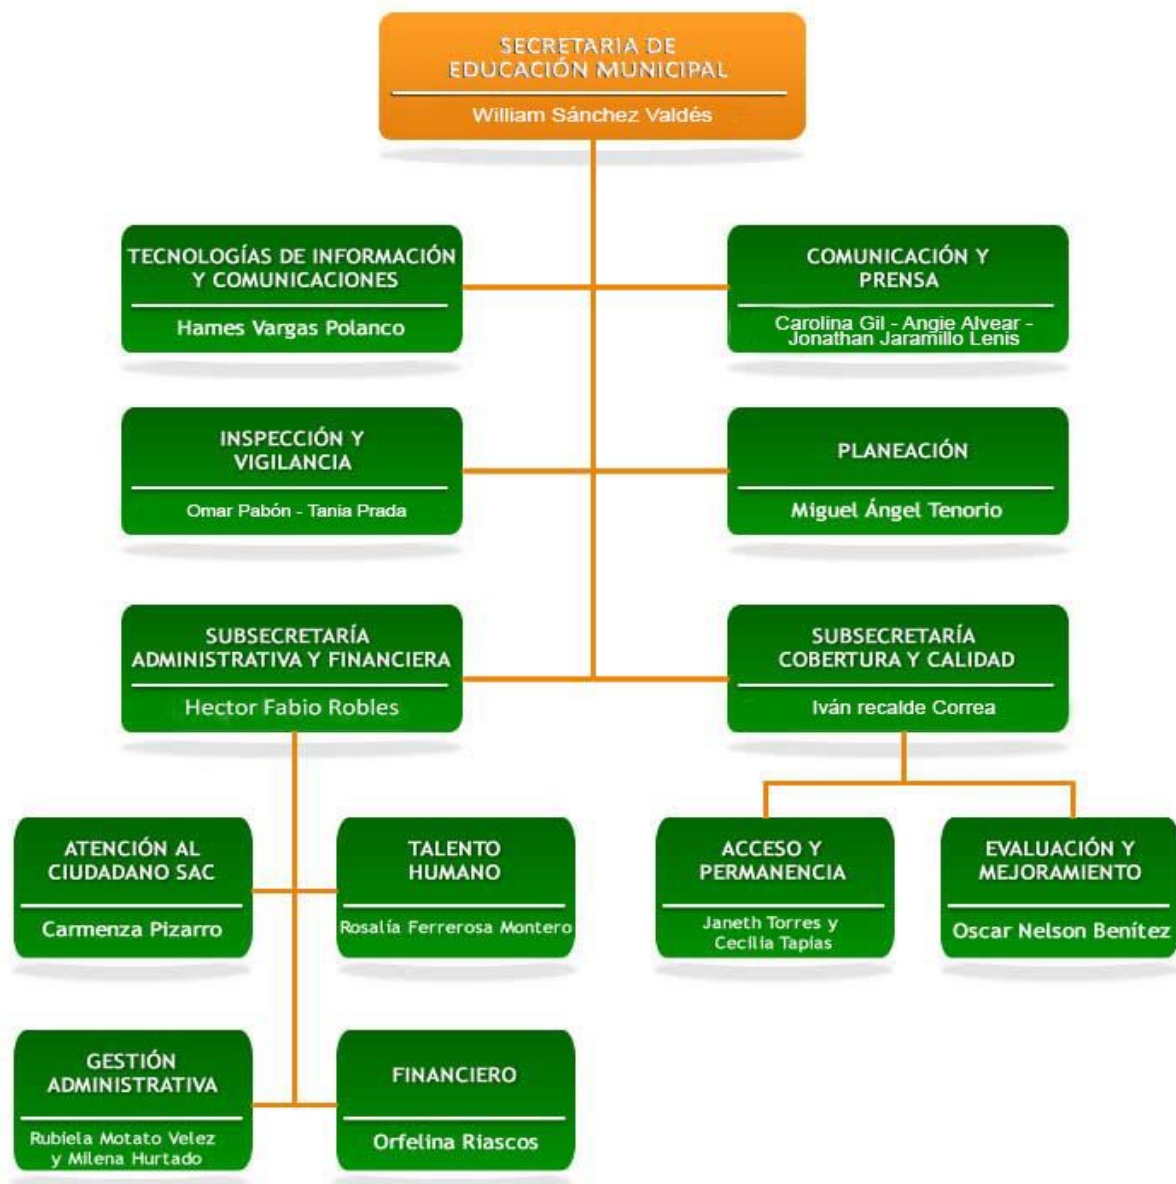 SECRETARIA DE
EDUCACIÓN MUNICIPAL
William Sánchez Valdés
TECNOLOGÍAS DE INFORMACIÓN
Y COMUNICACIONES
Hames Vargas Polanco
COMUNICACIÓN Y
PRENSA
Carolina Gil - Angie Alvear -
Jonathan Jaramillo Lenis
INSPECCIÓN Y
VIGILANCIA
Omar Pabón - Tania Prada
PLANEACIÓN
Miguel Ángel Tenorio
SUBSECRETARÍA
ADMINISTRATIVA Y FINANCIERA
Hector Fabio Robles
SUBSECRETARÍA
COBERTURA Y CALIDAD
Iván recalde Correa
ATENCIÓN AL
CIUDADANO SAC
Carmenza Pizarro
TALENTO
HUMANO
Rosalía Ferrerosa Montero
ACCESO Y
PERMANENCIA
Janeth Torres y
Cecilia Tapias
EVALUACIÓN Y
MEJORAMIENTO
Oscar Nelson Benítez
GESTIÓN
ADMINISTRATIVA
Rubiela Motato Velez
y Milena Hurtado
FINANCIERO
Orfelina Riascos